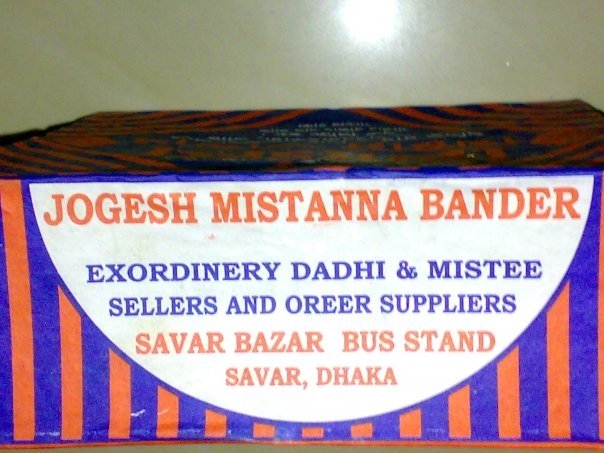 JOGESH MISTANNA BANDER
EXORDINERY DADHI & MISTEE
SELLERS AND OREER SUPPLIERS
SAVAR BAZAR BUS STAND
SAVAR, DHAKA